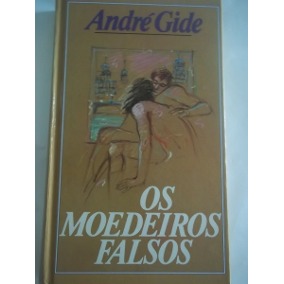 André Gide
OS
MOEDEIROS
FALSOS